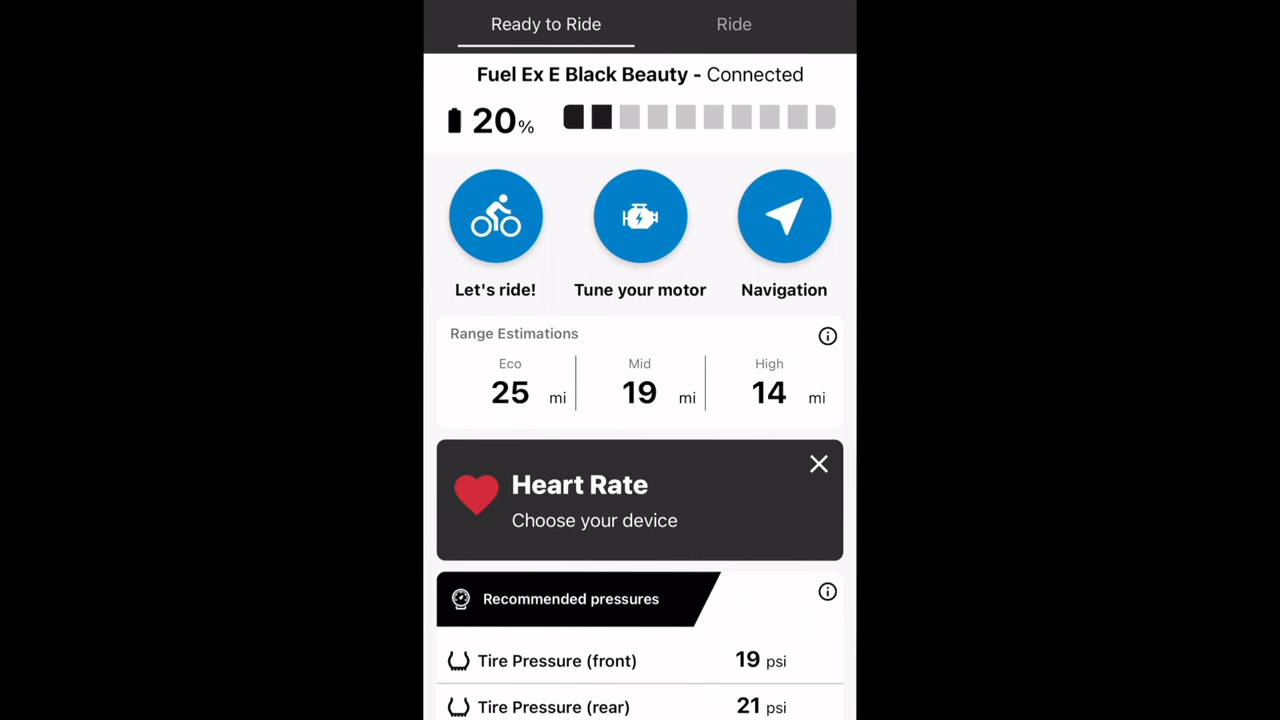 Ready to Ride Ride
Fuel Ex E Black Beauty - Connected
20%
Let's ride! Tune your motor Navigation
Range Estimations
Eco Mid High
25 mi 19 mi 14 mi
Heart Rate
Choose your device
Recommended pressures
Tire Pressure (front) 19 psi
Tire Pressure (rear) 21 psi